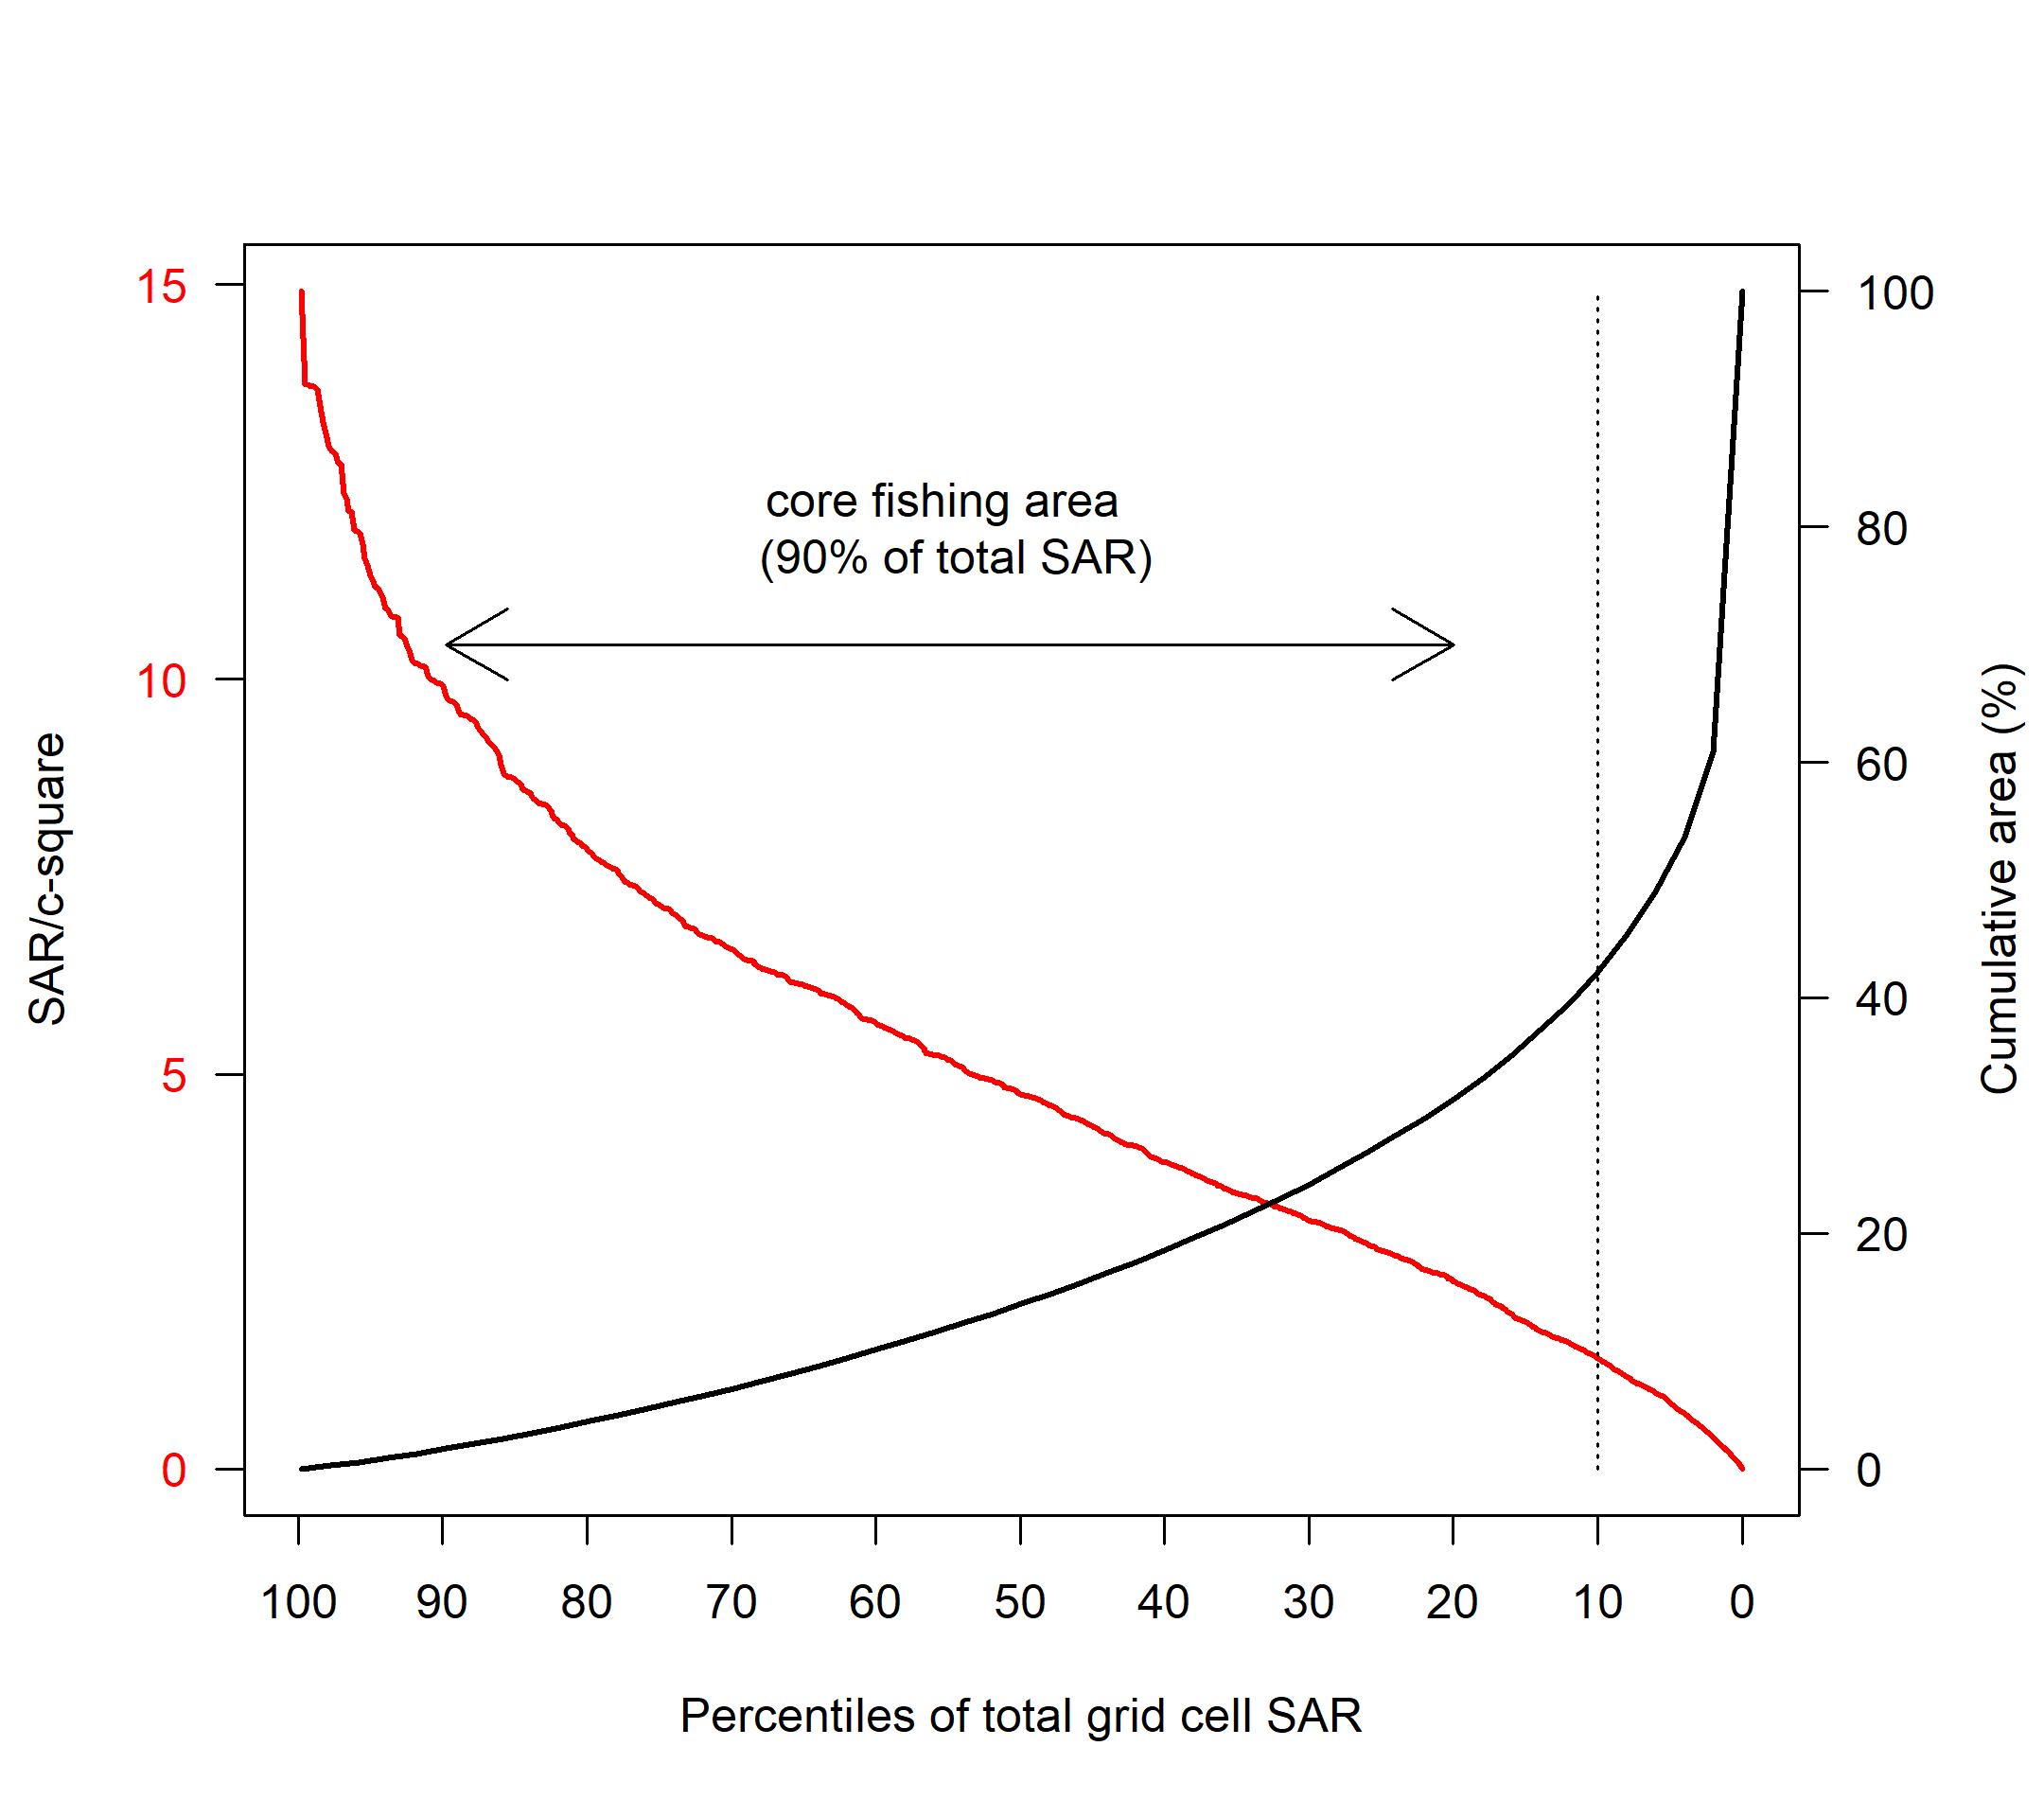 core fishing area
(90% of total SAR)
SAR/c-square
15
10
5
0
Cumulative area (%)
100
80
60
40
20
0
100 90 80 70 60 50 40 30 20 10 0
Percentiles of total grid cell SAR